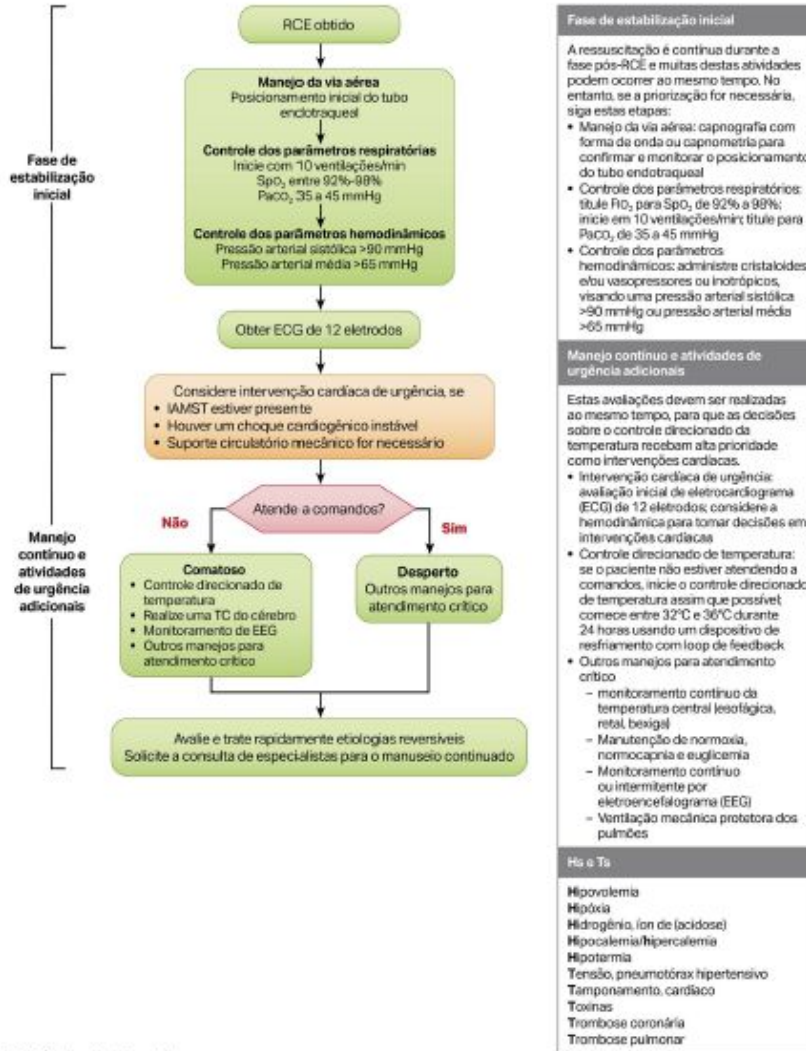 RCE obtido
Manejo da via aérea
Posicionamento inicial do tubo
endotraqueal
Controle dos parâmetros respiratórias
Inicie com 10 ventilações/min
SpO₂ entre 92%-98%
PaCO₂ 35 a 45 mmHg
Controle dos parâmetros hemodinâmicos
Pressão arterial sistólica >90 mmHg
Pressão arterial média >65 mmHg
Obter ECG de 12 eletrodos
Fase de
estabilização
inicial
Considere intervenção cardíaca de urgência, se
• IAMST estiver presente
• Houver um choque cardiogênico instável
• Suporte circulatório mecânico for necessário
Atende a comandos?
Não
Sim
Comatoso
• Controle direcionado de
temperatura
• Realize uma TC do cérebro
• Monitoramento de EEG
• Outros manejos para
atendimento crítico
Desperto
Outros manejos para
atendimento crítico
Avalie e trate rapidamente etiologias reversíveis
Solicite a consulta de especialistas para o manuseio continuado
Manejo
contínuo e
atividades
de urgência
adicionais
Fase de estabilização inicial
A ressuscitação é contínua durante a
fase pós-RCE e muitas destas atividades
podem ocorrer ao mesmo tempo. No
entanto, se a priorização for necessária,
siga estas etapas:
• Manejo da via aérea: capnografia com
forma de onda ou capnometria para
confirmar e monitorar o posicionamento
do tubo endotraqueal
• Controle dos parâmetros respiratórios:
titule FIO₂ para SpO₂ de 92% a 98%;
inicie em 10 ventilações/min; titule para
PaCO₂ de 35 a 45 mmHg
• Controle dos parâmetros
hemodinâmicos: administre cristaloides
e/ou vasopressores ou inotrópicos,
visando uma pressão arterial sistólica
>90 mmHg ou pressão arterial média
>65 mmHg
Manejo contínuo e atividades de
urgência adicionais
Estas avaliações devem ser realizadas
ao mesmo tempo, para que as decisões
sobre o controle direcionado da
temperatura recebam alta prioridade
como intervenções cardíacas.
• Intervenção cardíaca de urgência:
avaliação inicial de eletrocardiograma
(ECG) de 12 eletrodos; considere a
hemodinâmica para tomar decisões em
intervenções cardíacas
• Controle direcionado de temperatura:
se o paciente não estiver atendendo a
comandos, inicie o controle direcionado
de temperatura assim que possível;
comece entre 32°C e 36°C durante
24 horas usando um dispositivo de
resfriamento com loop de feedback
• Outros manejos para atendimento
crítico
– monitoramento contínuo da
temperatura central (esofágica,
retal, bexiga)
– Manutenção de normoxia,
normocapnia e euglicemia
– Monitoramento contínuo
ou intermitente por
eletroencefalograma (EEG)
– Ventilação mecânica protetora dos
pulmões
Hs e Ts
Hipovolemia
Hipóxia
Hidrogênio, íon de (acidose)
Hipocalemia/hipercalemia
Hipotermia
Tensão, pneumotórax hipertensivo
Tamponamento, cardíaco
Toxinas
Trombose coronária
Trombose pulmonar